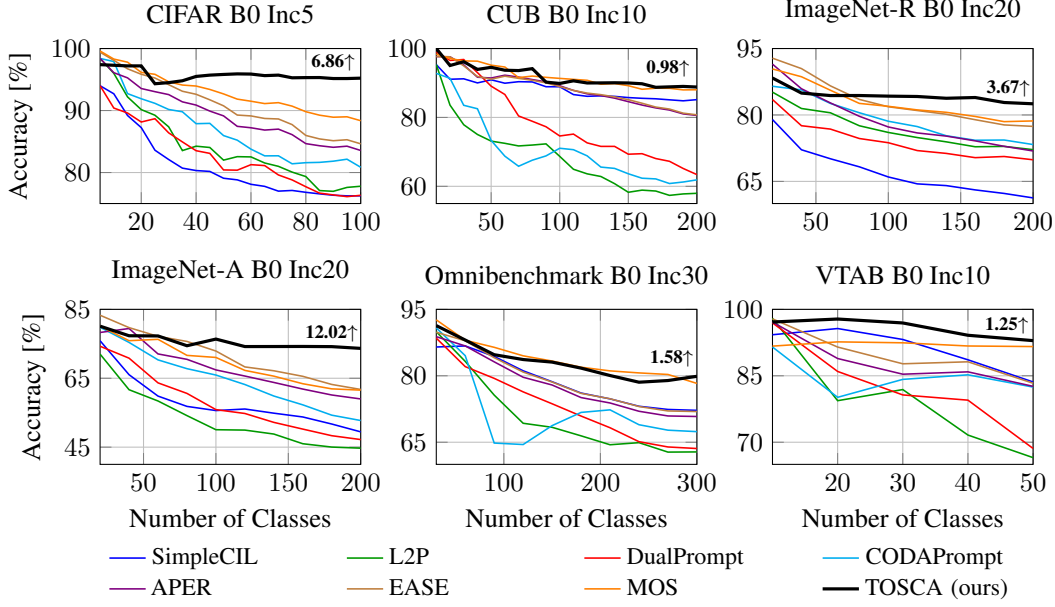 CIFAR B0 Inc5
CUB B0 Inc10
ImageNet-R B0 Inc20
Accuracy [%]
100
90
80
20
40
60
80
100
6.86↑
100
80
60
0
50
100
150
200
0.98↑
95
85
75
65
50
100
150
200
3.67↑
ImageNet-A B0 Inc20
Omnibenchmark B0 Inc30
VTAB B0 Inc10
Accuracy [%]
85
65
45
100
200
12.02↑
Number of Classes
95
80
65
100
200
300
1.58↑
Number of Classes
100
85
70
20
30
40
50
1.25↑
Number of Classes
SimpleCIL
L2P
DualPrompt
CODAPrompt
APER
EASE
MOS
TOSCA (ours)